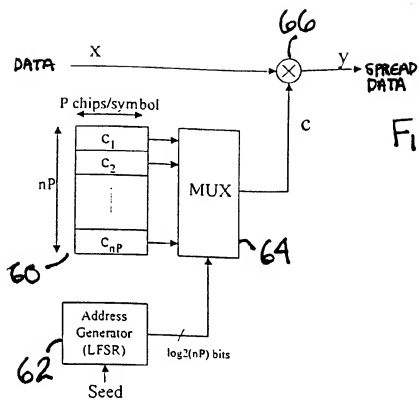 66
DATA
x
y
SPREAD
DATA
P chips/symbol
c
FI
nP
C1
C2
MUX
CnP
60
64
Address
Generator
(LFSR)
log2(nP) bits
62
Seed